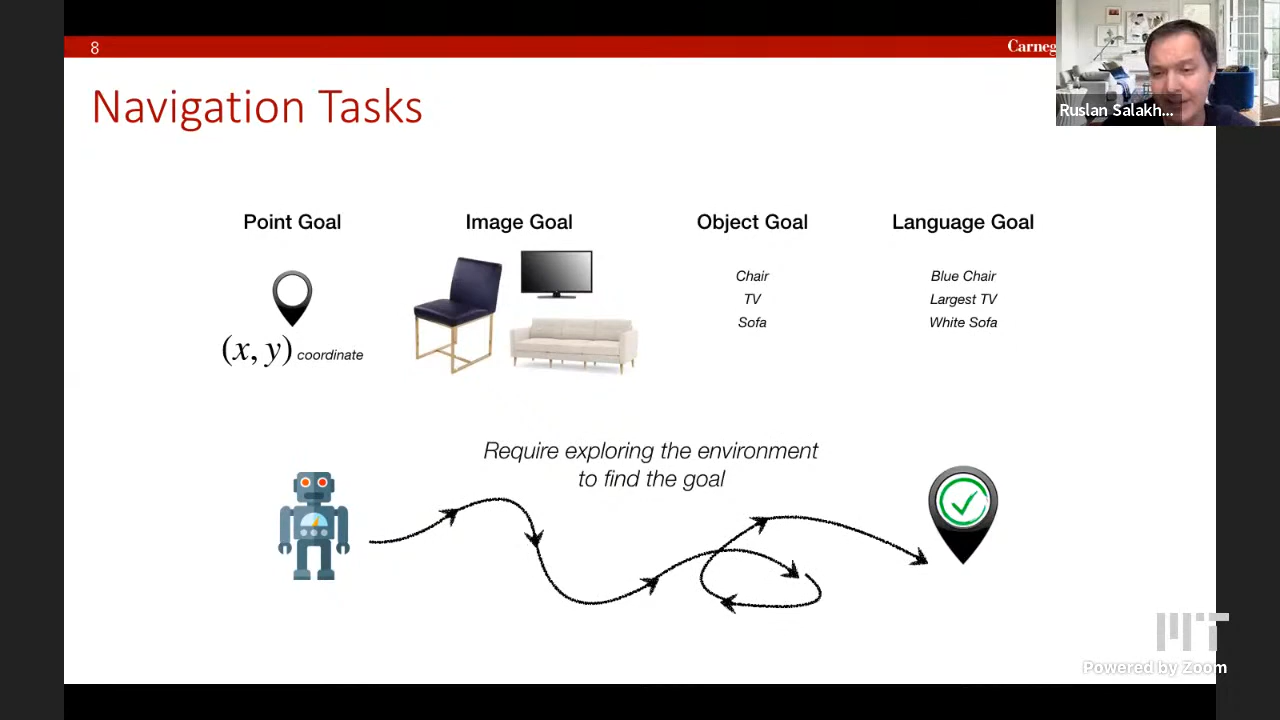 8
Carneg
Ruslan Salakh...
Navigation Tasks
Point Goal
Image Goal
Object Goal
Language Goal
(x, y) coordinate
Chair
TV
Sofa
Blue Chair
Largest TV
White Sofa
Require exploring the environment
to find the goal
MIT
Powered by Zoom